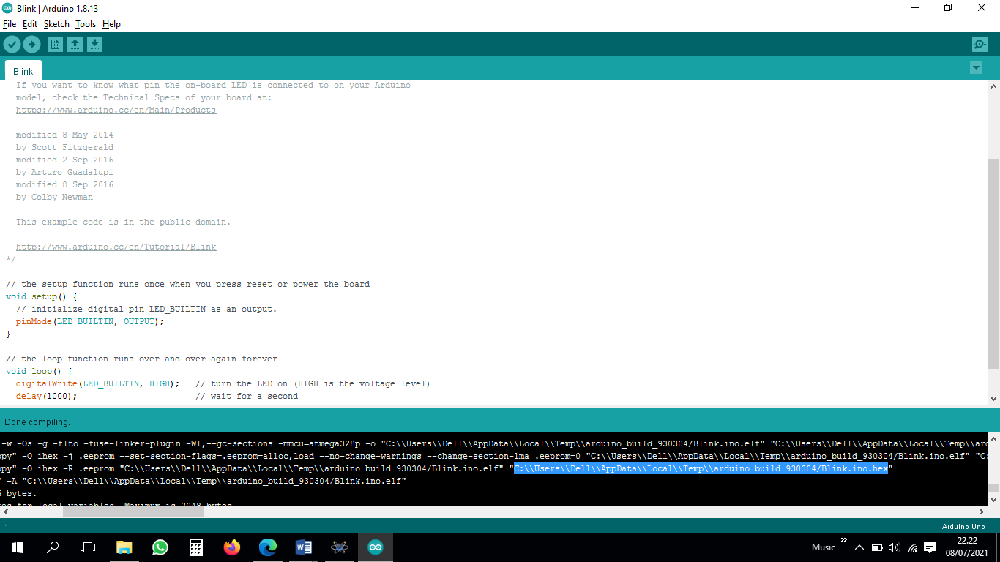 Blink | Arduino 1.8.13
File Edit Sketch Tools Help
Blink
If you want to know what pin the on-board LED is connected to on your Arduino
model, check the Technical Specs of your board at:
https://www.arduino.cc/en/Main/Products
modified 8 May 2014
by Scott Fitzgerald
modified 2 Sep 2016
by Arturo Guadalupi
modified 8 Sep 2016
by Colby Newman
This example code is in the public domain.
http://www.arduino.cc/en/Tutorial/Blink
*/
// the setup function runs once when you press reset or power the board
void setup() {
// initialize digital pin LED_BUILTIN as an output.
pinMode(LED_BUILTIN, OUTPUT);
}
// the loop function runs over and over again forever
void loop() {
digitalWrite(LED_BUILTIN, HIGH);   // turn the LED on (HIGH is the voltage level)
delay(1000);                       // wait for a second
Done compiling.
-w -Os -g -flto -fuse-linker-plugin -Wl,--gc-sections -mmcu=atmega328p -o "C:\\Users\\Dell\\AppData\\Local\\Temp\\arduino_build_930304/Blink.ino.elf" "C:\\Users\\Dell\\AppData\\Local\\Temp\\ard
opy" -O ihex -j .eeprom --set-section-flags=.eeprom=alloc,load --no-change-warnings --change-section-lma .eeprom=0 "C:\\Users\\Dell\\AppData\\Local\\Temp\\arduino_build_930304/Blink.ino.elf" "C:
opy" -O ihex -R .eeprom "C:\\Users\\Dell\\AppData\\Local\\Temp\\arduino_build_930304/Blink.ino.elf" "C:\\Users\\Dell\\AppData\\Local\\Temp\\arduino_build_930304/Blink.ino.hex"
" -A "C:\\Users\\Dell\\AppData\\Local\\Temp\\arduino_build_930304/Blink.ino.elf"
bytes.
for local variables. Maximum is 2048 bytes.
1
Arduino Uno
Music
22.22
08/07/2021